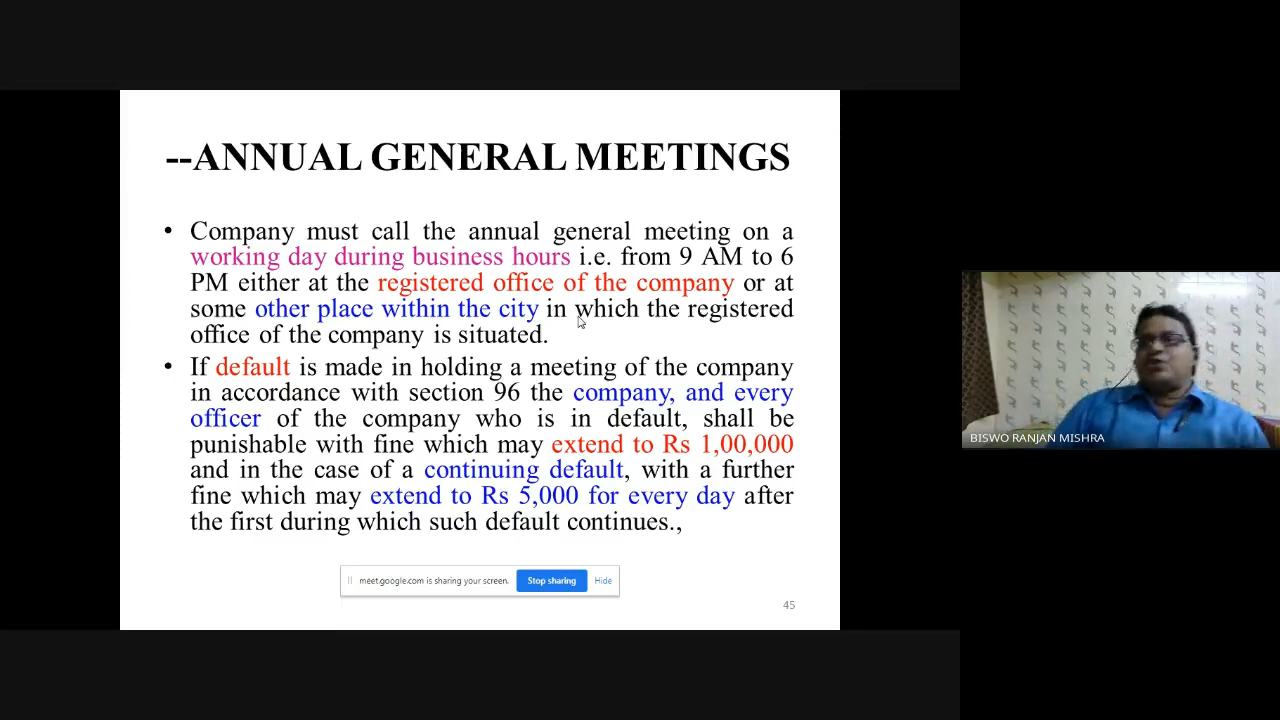 --ANNUAL GENERAL MEETINGS
• Company must call the annual general meeting on a
working day during business hours i.e. from 9 AM to 6
PM either at the registered office of the company or at
some other place within the city in which the registered
office of the company is situated.
• If default is made in holding a meeting of the company
in accordance with section 96 the company, and every
officer of the company who is in default, shall be
punishable with fine which may extend to Rs 1,00,000
and in the case of a continuing default, with a further
fine which may extend to Rs 5,000 for every day after
the first during which such default continues.,
meet.google.com is sharing your screen. Stop sharing Hide
45
BISWO RANJAN MISHRA